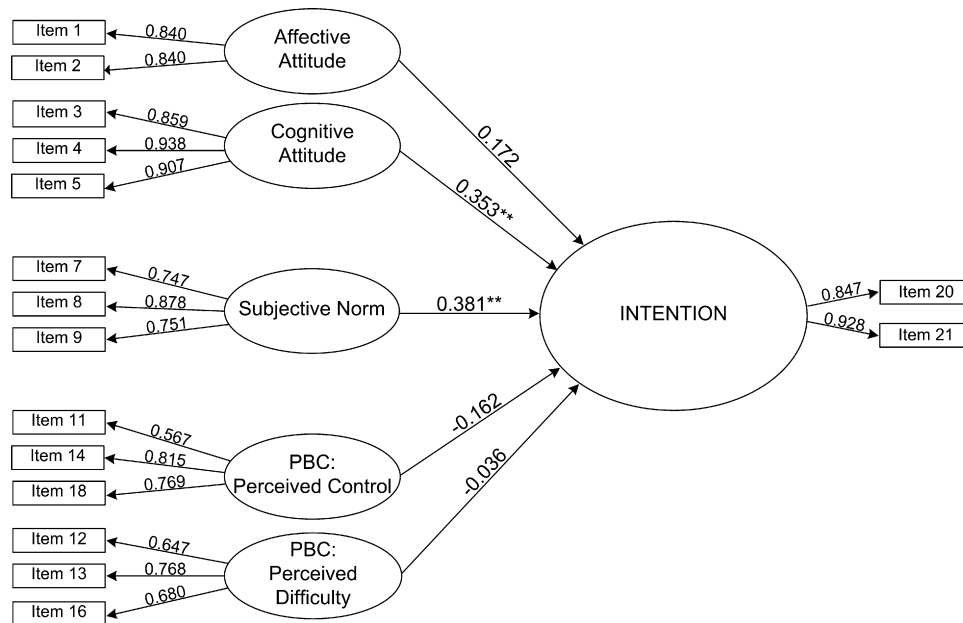 Item 1
0.840
Item 2
0.840
Affective
Attitude
0.172
Item 3
0.859
Item 4
0.938
Item 5
0.907
Cognitive
Attitude
0.353**
Item 7
0.747
Item 8
0.878
Item 9
0.751
Subjective Norm
0.381**
INTENTION
0.847
Item 20
0.928
Item 21
Item 11
0.567
Item 14
0.815
Item 18
0.769
PBC:
Perceived Control
-0.162
Item 12
0.647
Item 13
0.768
Item 16
0.680
PBC:
Perceived
Difficulty
-0.036